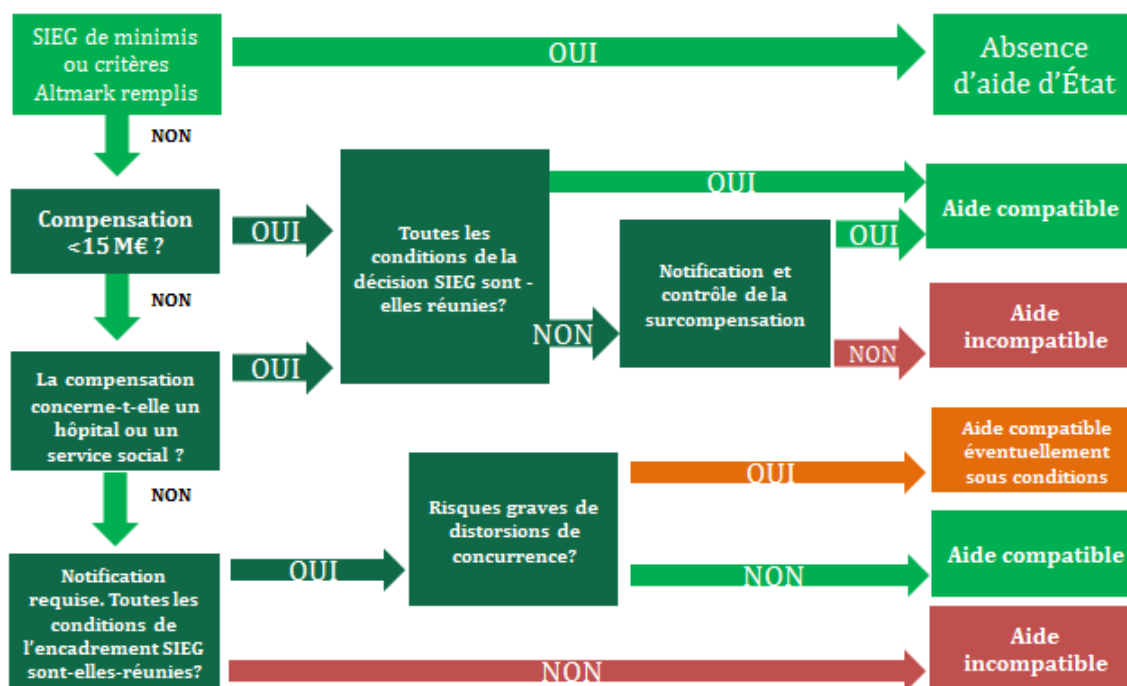 SIEG de minimis
ou critères
Altmark remplis
OUI
Absence
d'aide d'État
NON
Compensation
<15 M€ ?
OUI
Toutes les
conditions de la
décision SIEG sont -
elles réunies?
OUI
Aide compatible
NON
Notification et
contrôle de la
surcompensation
OUI
NON
Aide
incompatible
NON
La compensation
concerne-t-elle un
hôpital ou un
service social ?
OUI
NON
Risques graves de
distorsions de
concurrence?
OUI
Aide compatible
éventuellement
sous conditions
NON
Aide compatible
Notification
requise. Toutes les
conditions de
l'encadrement SIEG
sont-elles-réunies?
OUI
NON
Aide
incompatible